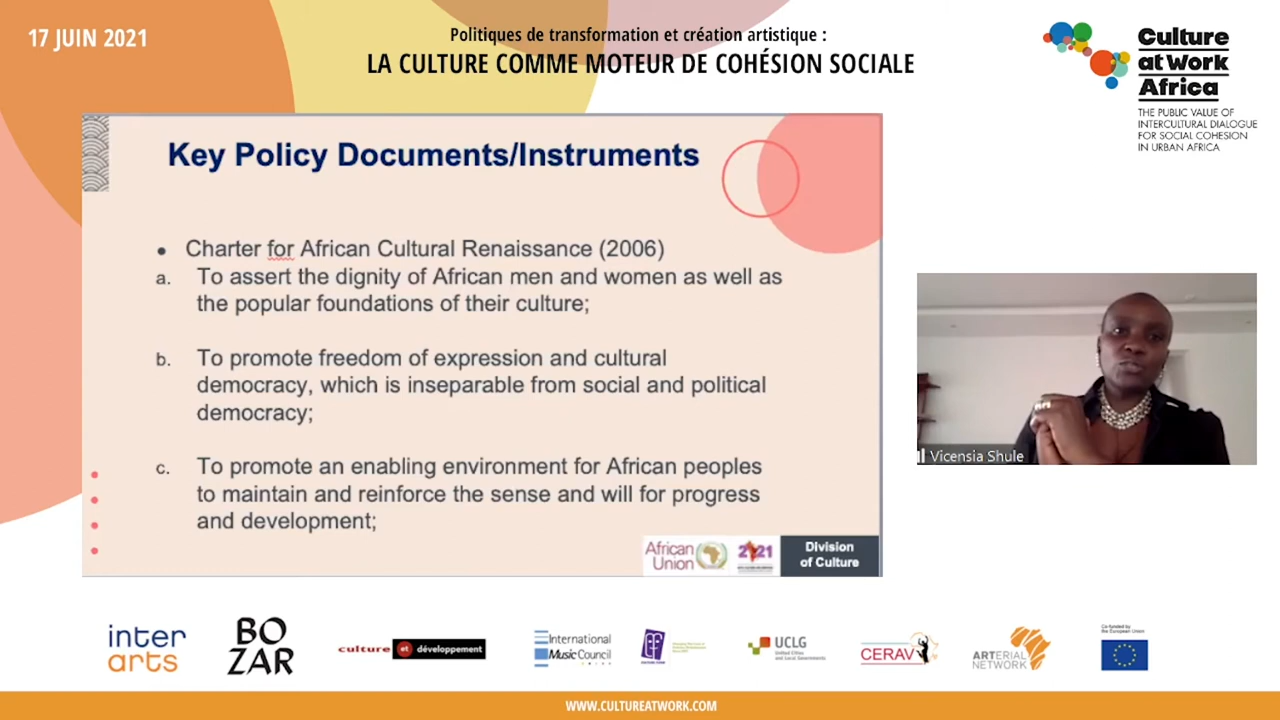 17 JUIN 2021
Politiques de transformation et création artistique :
LA CULTURE COMME MOTEUR DE COHÉSION SOCIALE
Culture
at Work
Africa
THE PUBLIC VALUE OF
INTERCULTURAL DIALOGUE
FOR SOCIAL COHESION
IN URBAN AFRICA
Key Policy Documents/Instruments
• Charter for African Cultural Renaissance (2006)
a. To assert the dignity of African men and women as well as
the popular foundations of their culture;
b. To promote freedom of expression and cultural
democracy, which is inseparable from social and political
democracy;
c. To promote an enabling environment for African peoples
to maintain and reinforce the sense and will for progress
and development;
African
Union
2021
Division
of Culture
Vicensia Shule
inter
arts
BO
ZAR
culture et développement
International
Music Council
UCLG
United Cities
and Local Governments
CERAV
ARTERIAL
NETWORK
Co-funded by
the European Union
WWW.CULTUREATWORK.COM